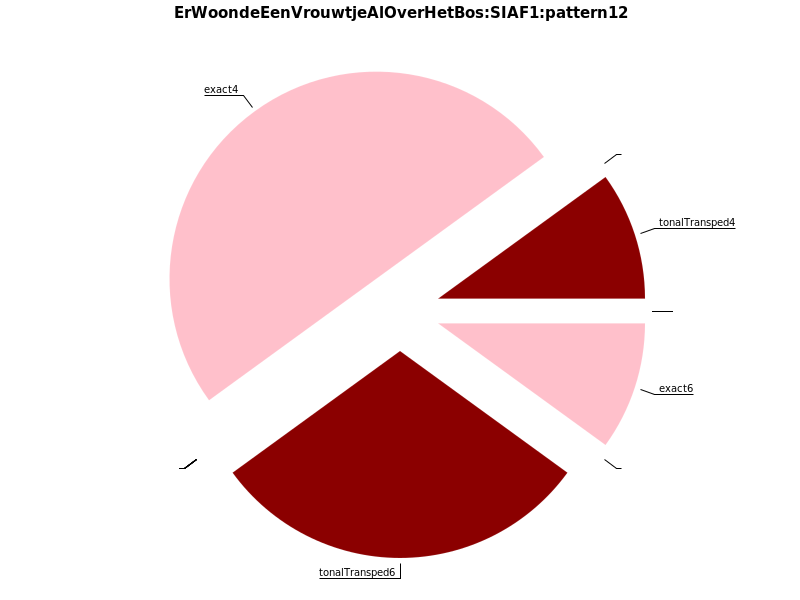 ErWoondeEenVrouwtjeAlOverHetBos:SIAF1:pattern12
exact4
tonalTransped4
exact6
tonalTransped6